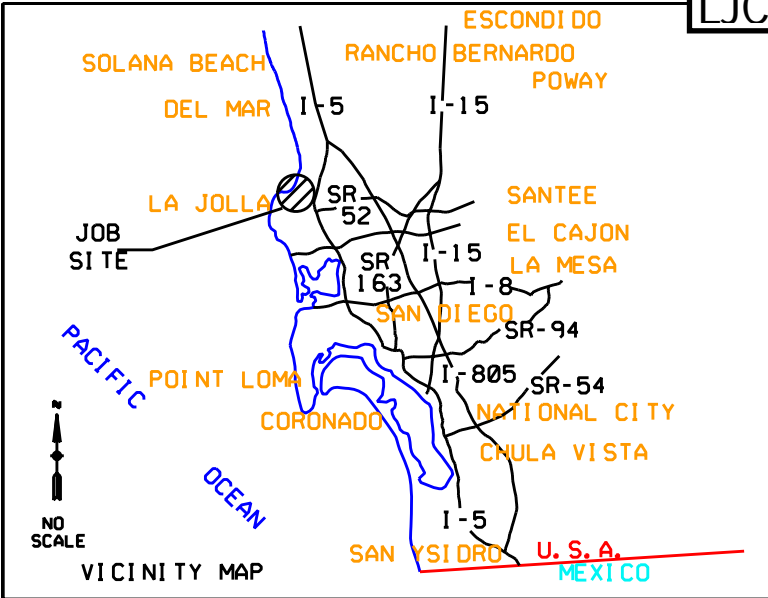 LJC
ESCONDIDO
RANCHO BERNARDO
SOLANA BEACH
POWAY
DEL MAR
I-5
I-15
LA JOLLA
SR
52
SANTEE
JOB
SITE
EL CAJON
I-15
LA MESA
SR
163
I-8
SAN DIEGO
SR-94
PACIFIC
POINT LOMA
I-805
SR-54
CORONADO
NATIONAL CITY
CHULA VISTA
N
OCEAN
I-5
NO
SCALE
SAN YSIDRO
U.S.A.
MEXICO
VICINITY MAP